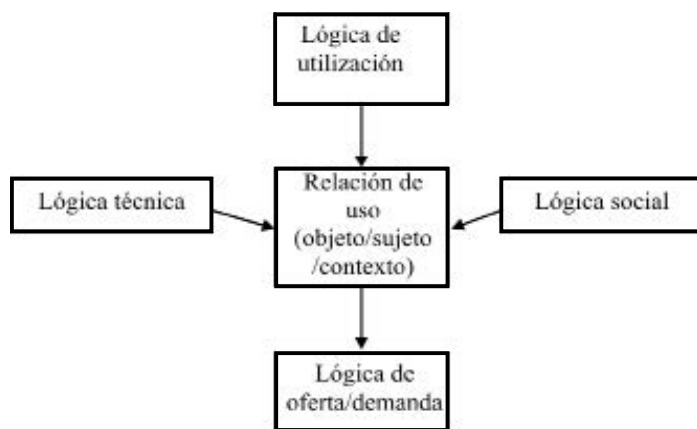 Lógica de
utilización
Lógica técnica
Relación de
uso
(objeto/sujeto
/contexto)
Lógica social
Lógica de
oferta/demanda